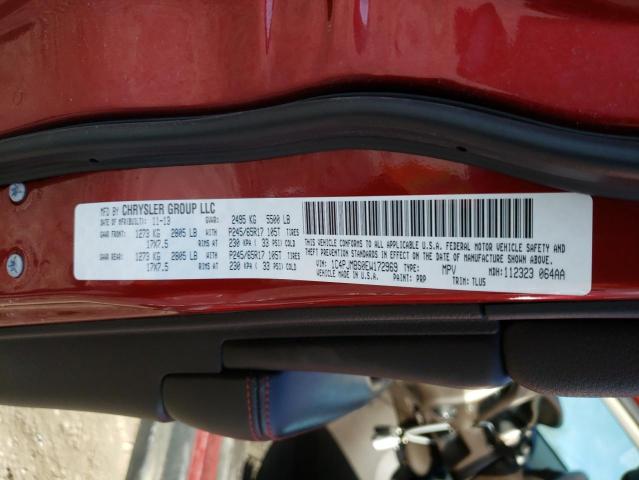 MFD BY CHRYSLER GROUP LLC
DATE OF MFR(BUILT): 11-13 GVWR: 2495 KG 5500 LB
GAWR FRONT: 1273 KG 2805 LB WITH P245/65R17 105T TIRES
17X7.5 RIMS AT 230 KPA( 33 PSI) COLD
GAWR REAR: 1273 KG 2805 LB WITH P245/65R17 105T TIRES
17X7.5 RIMS AT 230 KPA( 33 PSI) COLD
THIS VEHICLE CONFORMS TO ALL APPLICABLE U.S.A. FEDERAL MOTOR VEHICLE SAFETY AND
THEFT PREVENTION STANDARDS IN EFFECT ON THE DATE OF MANUFACTURE SHOWN ABOVE.
VIN: 1C4PJMBS0EW172969 TYPE: MPV MDH: 112323 064AA
MADE IN U.S.A. PAINT: PRP TRIM: TLUS